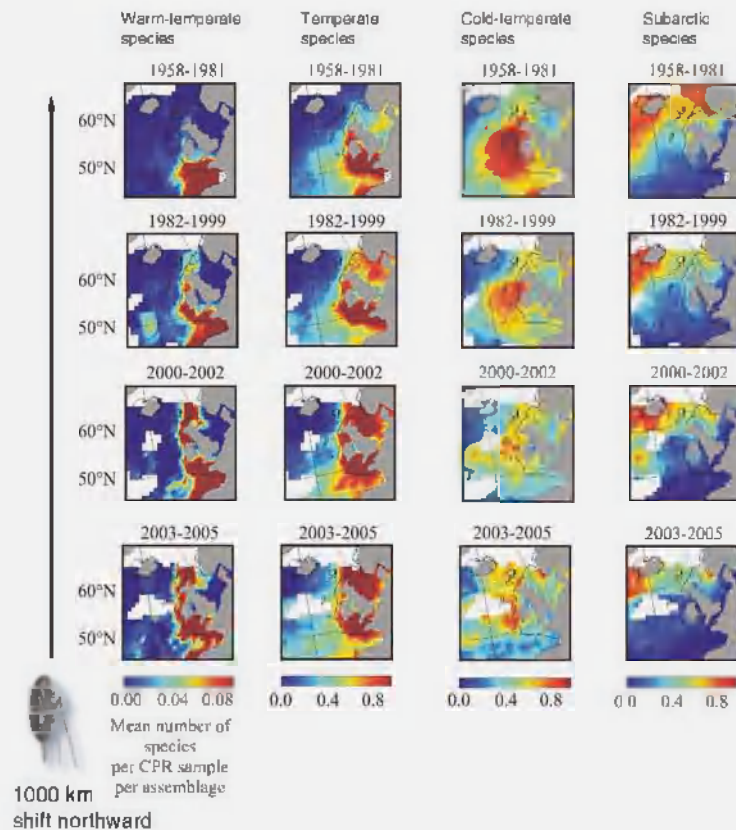 Warm-temperate species
Temperate species
Cold-temperate species
Subarctic species
1958-1981
1958-1981
1958-1981
1958-1981
60°N
50°N
1982-1999
1982-1999
1982-1999
1982-1999
60°N
50°N
2000-2002
2000-2002
2000-2002
2000-2002
60°N
50°N
2003-2005
2003-2005
2003-2005
2003-2005
60°N
50°N
0.00 0.04 0.08
0.0 0.4 0.8
0.0 0.4 0.8
0.0 0.4 0.8
Mean number of
species
per CPR sample
per assemblage
1000 km
shift northward